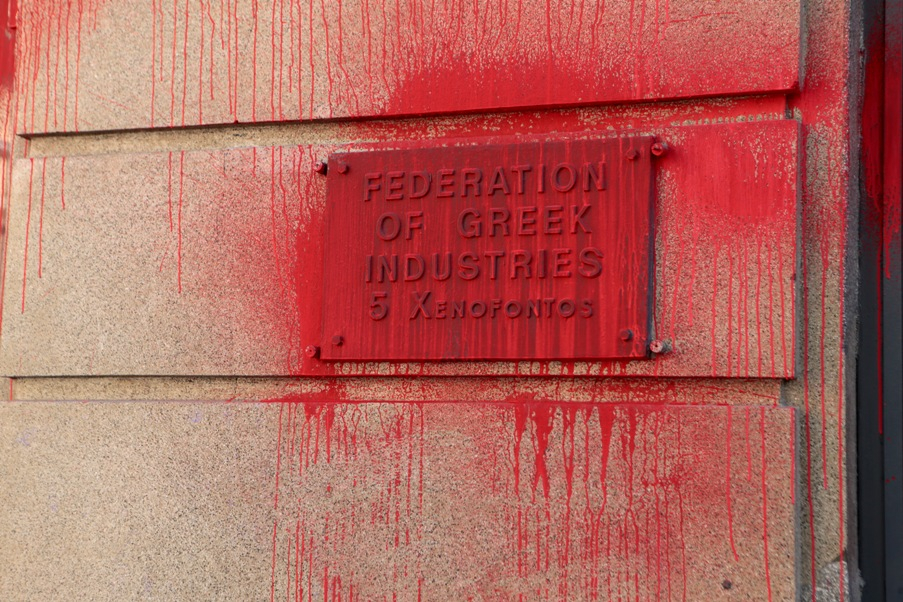 FEDERATION
OF GREEK
INDUSTRIES
5 XENOFONTOS